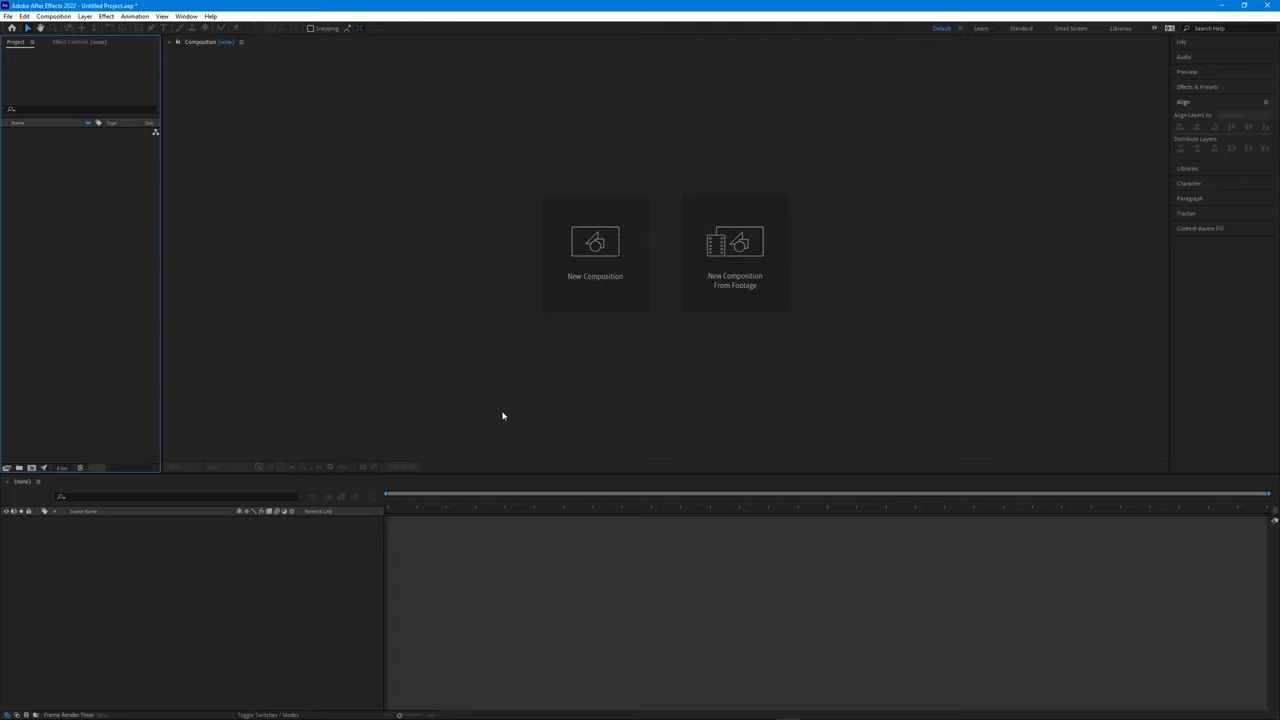 Adobe After Effects 2022 - Untitled Project.aep *
File Edit Composition Layer Effect Animation View Window Help
Snapping
Default Learn Standard Small Screen Libraries Search Help
Project Effect Controls (none)
Composition (none)
Info
Audio
Preview
Effects & Presets
Align
Align Layers to:
Distribute Layers
Libraries
Character
Paragraph
Tracker
Content-Aware Fill
Name Type Size
New Composition
New Composition
From Footage
8 bpc
(none)
Source Name Parent & Link
Frame Render Time:
Toggle Switches / Modes